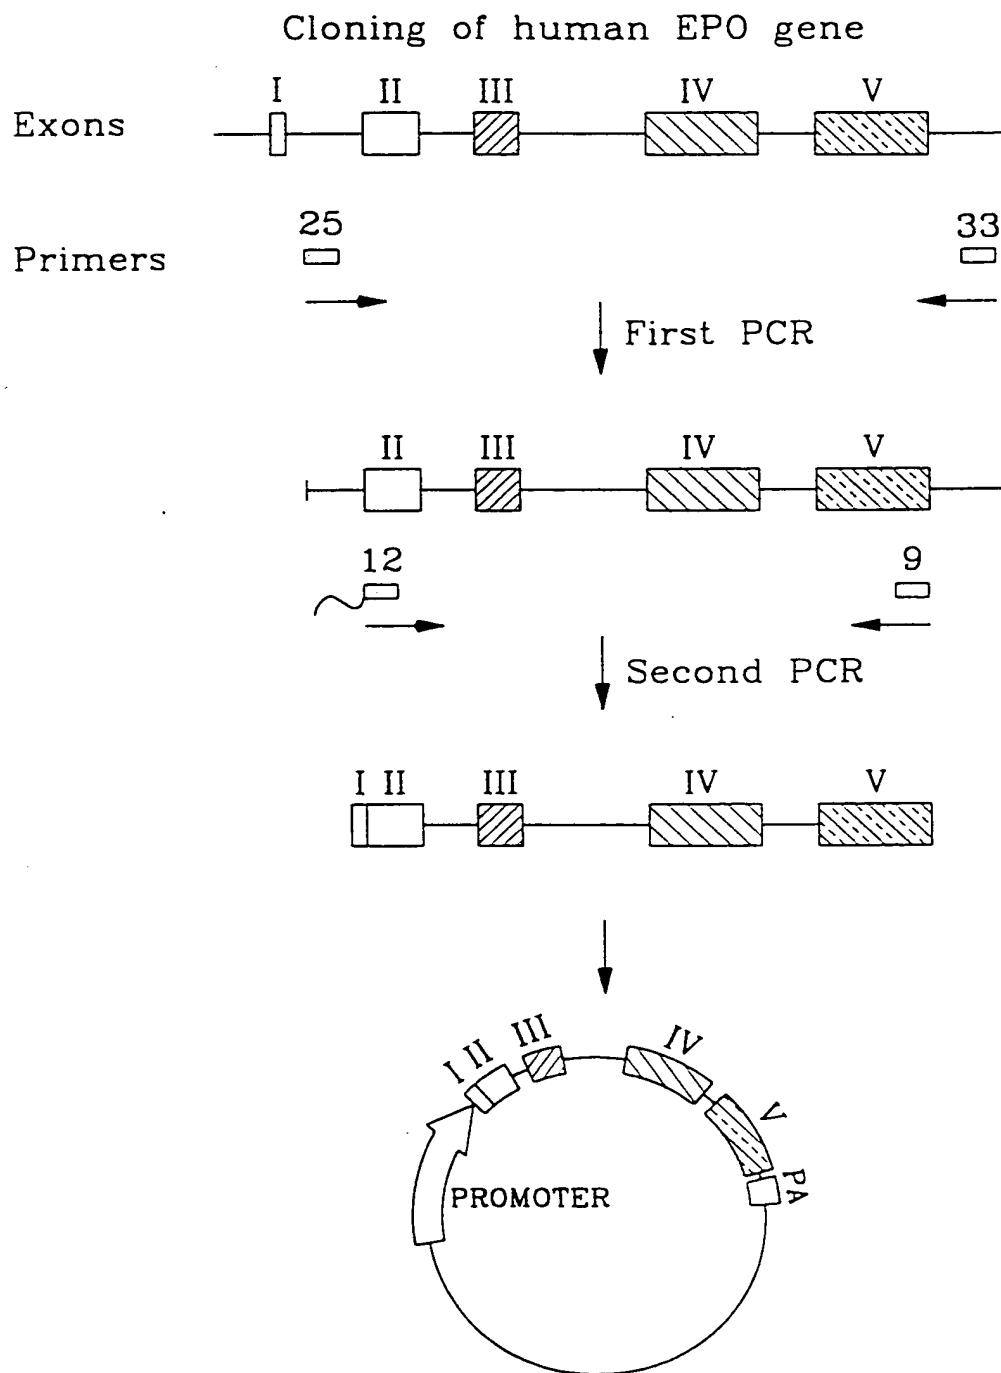 Cloning of human EPO gene
I II III IV V
Exons
25 33
Primers
First PCR
II III IV V
12 9
Second PCR
I II III IV V
I II III IV V PA
PROMOTER